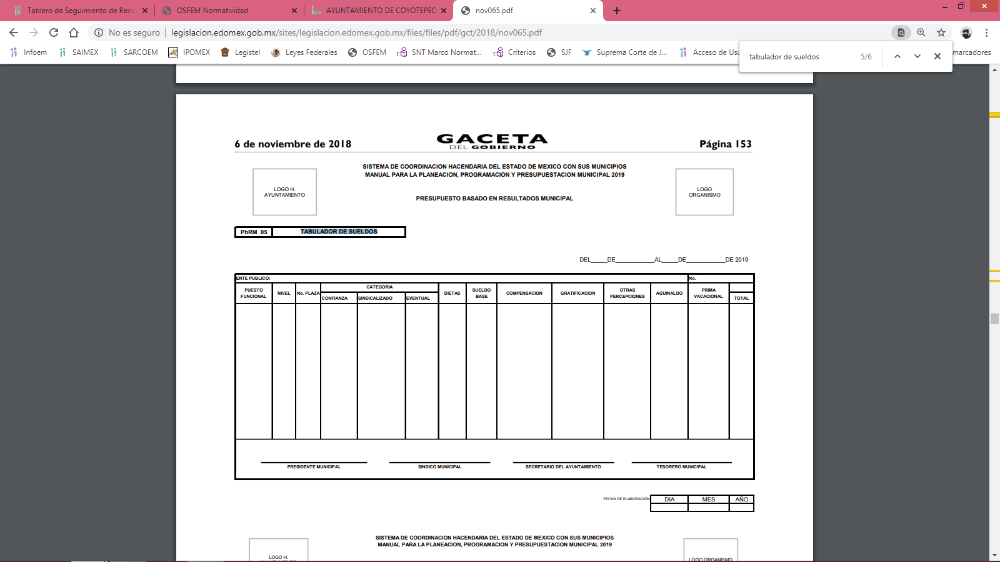 Tablero de Seguimiento de Recu
OSFEM Normatividad
ipo AYUNTAMIENTO DE COYOTEPEC
nov065.pdf
No es seguro
legislacion.edomex.gob.mx/sites/legislacion.edomex.gob.mx/files/files/pdf/gct/2018/nov065.pdf
Infoem
SAIMEX
SARCOEM
IPOMEX
Legistel
Leyes Federales
OSFEM
SNT Marco Normat...
Criterios
SJF
Suprema Corte de J...
Acceso de Usu
marcadores
tabulador de sueldos 5/6
6 de noviembre de 2018
GACETA
DEL GOBIERNO
Página 153
LOGO H.
AYUNTAMIENTO
SISTEMA DE COORDINACION HACENDARIA DEL ESTADO DE MEXICO CON SUS MUNICIPIOS
MANUAL PARA LA PLANEACION, PROGRAMACION Y PRESUPUESTACION MUNICIPAL 2019
PRESUPUESTO BASADO EN RESULTADOS MUNICIPAL
LOGO
ORGANISMO
PbRM 05
TABULADOR DE SUELDOS
DEL_____DE____________AL_____DE____________DE 2019
ENTE PUBLICO:
No.
PUESTO
FUNCIONAL
NIVEL
No. PLAZA
CATEGORIA
CONFIANZA
SINDICALIZADO
EVENTUAL
DIETAS
SUELDO
BASE
COMPENSACION
GRATIFICACION
OTRAS
PERCEPCIONES
AGUINALDO
PRIMA
VACACIONAL
TOTAL
PRESIDENTE MUNICIPAL
SINDICO MUNICIPAL
SECRETARIO DEL AYUNTAMIENTO
TESORERO MUNICIPAL
FECHA DE ELABORACIÓN
DIA
MES
AÑO
SISTEMA DE COORDINACION HACENDARIA DEL ESTADO DE MEXICO CON SUS MUNICIPIOS
MANUAL PARA LA PLANEACION, PROGRAMACION Y PRESUPUESTACION MUNICIPAL 2019
LOGO H.
LOGO ORGANISMO